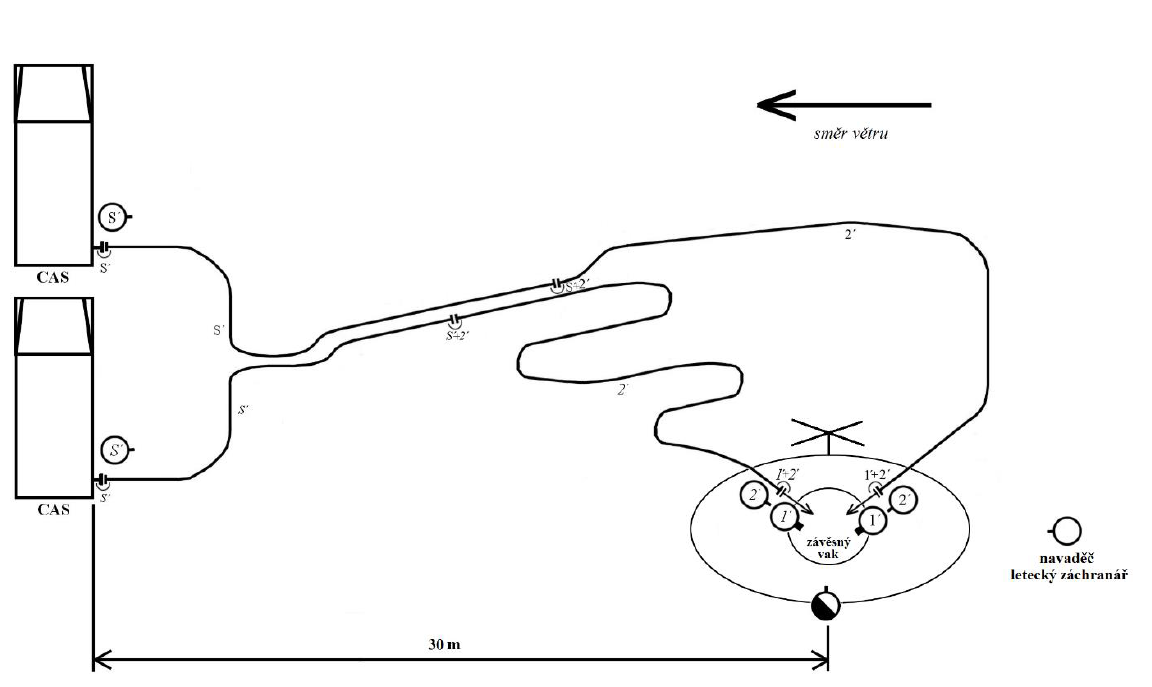 směr větru
S´
S´
CAS
S´
2´
S´+2´
S´+2´
S´
2´
S´
S´
CAS
1´+2´
1´+2´
2´
1´
1´
2´
závěsný
vak
navaděč
letecký záchranář
30 m